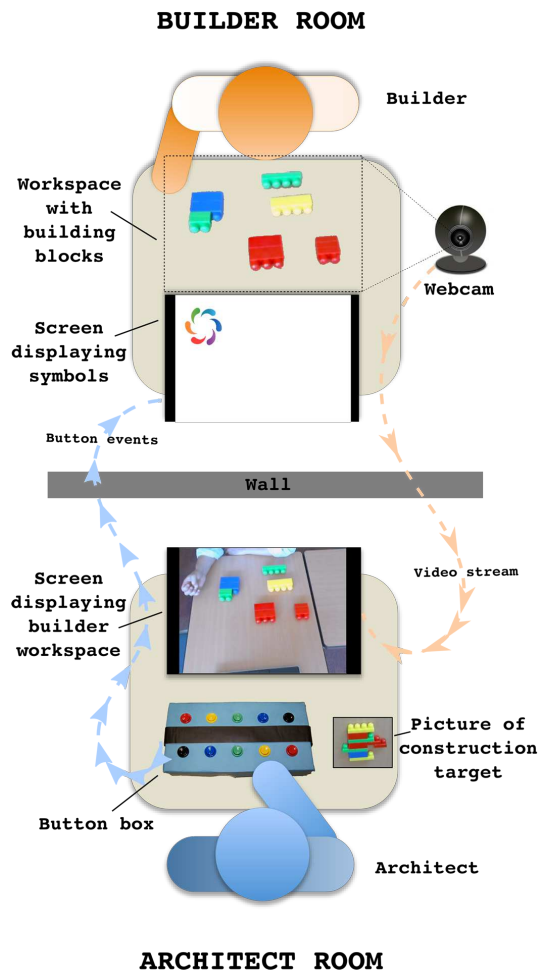 BUILDER ROOM
Builder
Workspace
with
building
blocks
Webcam
Screen
displaying
symbols
Button events
Wall
Video stream
Screen
displaying
builder
workspace
Picture of
construction
target
Button box
Architect
ARCHITECT ROOM